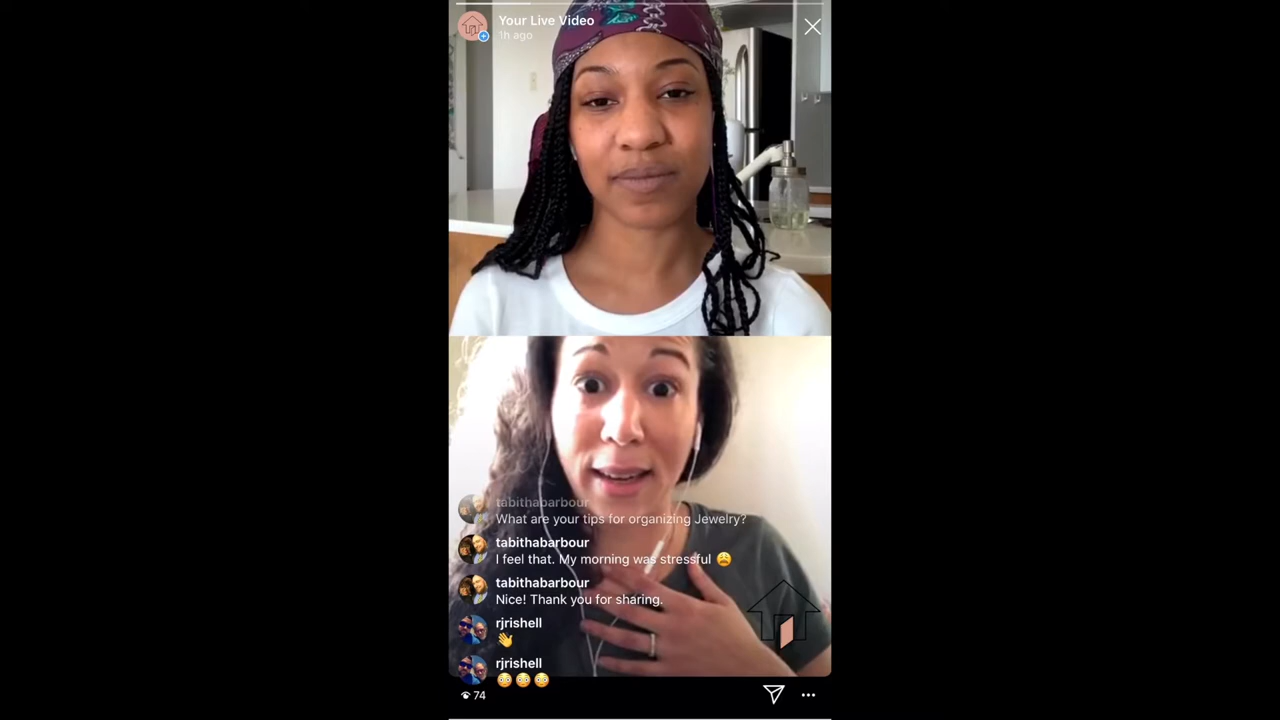 Your Live Video
1h ago
tabithabarbour
What are your tips for organizing Jewelry?
tabithabarbour
I feel that. My morning was stressful 😩
tabithabarbour
Nice! Thank you for sharing.
rjrishell
👋
rjrishell
😳😳😳
74